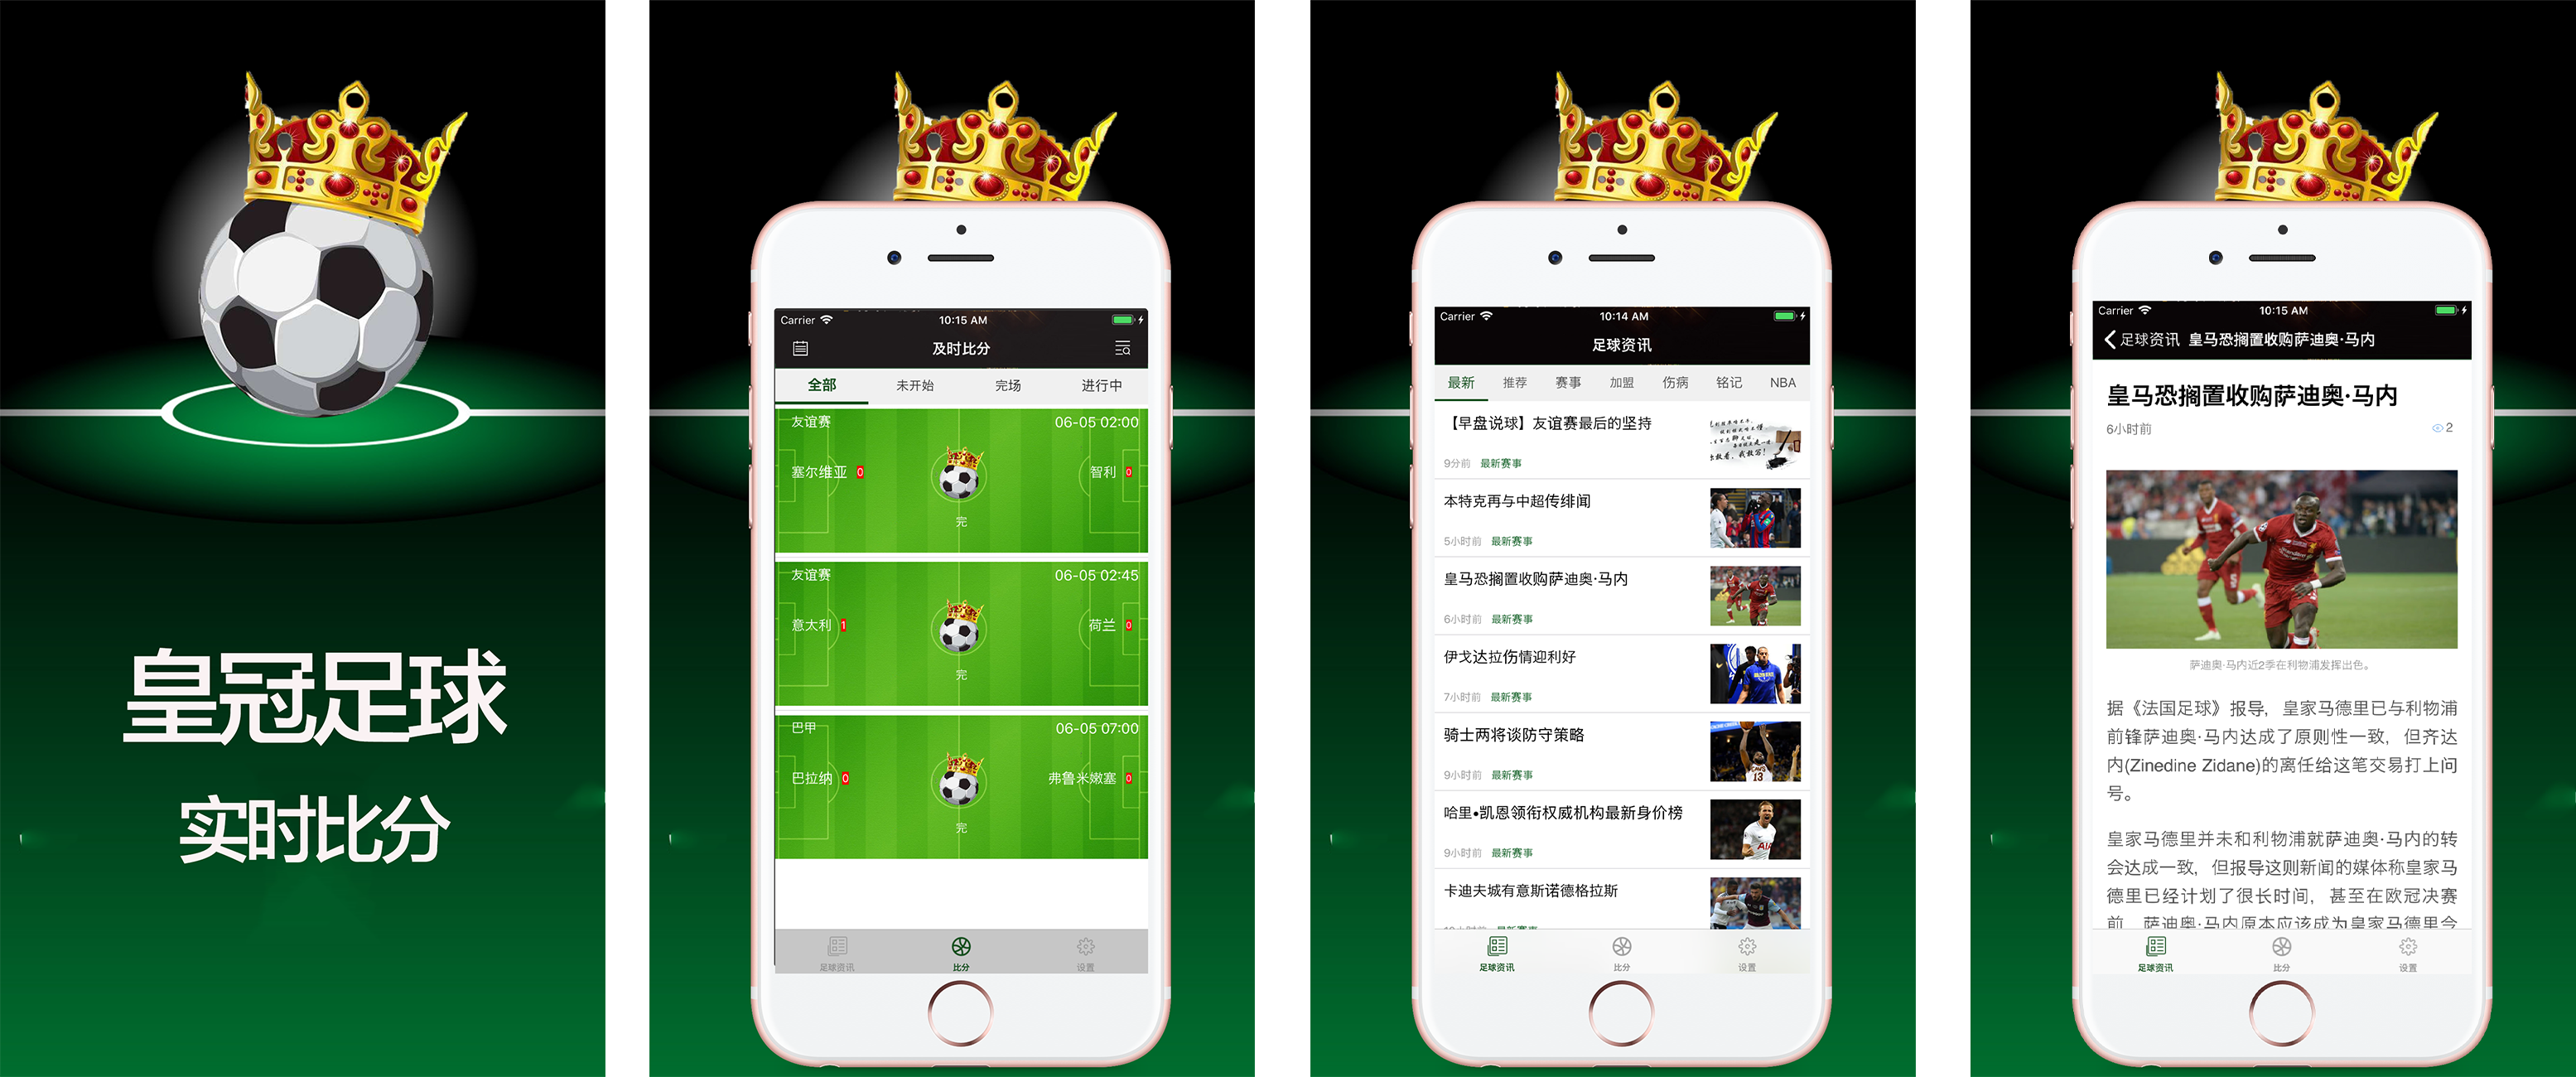 皇冠足球
实时比分
Carrier 10:15 AM
及时比分
全部 未开始 完场 进行中
友谊赛 06-05 02:00
塞尔维亚 0 智利 0
完
友谊赛 06-05 02:45
意大利 1 荷兰 0
完
巴甲 06-05 07:00
巴拉纳 0 弗鲁米嫩塞 0
完
足球资讯 比分 设置
Carrier 10:14 AM
足球资讯
最新 推荐 赛事 加盟 伤病 铭记 NBA
【早盘说球】友谊赛最后的坚持
9分前 最新赛事
本特克再与中超传绯闻
5小时前 最新赛事
皇马恐搁置收购萨迪奥·马内
6小时前 最新赛事
伊戈达拉伤情迎利好
7小时前 最新赛事
骑士两将谈防守策略
9小时前 最新赛事
哈里•凯恩领衔权威机构最新身价榜
9小时前 最新赛事
卡迪夫城有意斯诺德格拉斯
足球资讯 比分 设置
Carrier 10:15 AM
足球资讯 皇马恐搁置收购萨迪奥·马内
皇马恐搁置收购萨迪奥·马内
6小时前 2
萨迪奥·马内近2季在利物浦发挥出色。
据《法国足球》报导，皇家马德里已与利物浦
前锋萨迪奥·马内达成了原则性一致，但齐达
内(Zinedine Zidane)的离任给这笔交易打上问
号。
皇家马德里并未和利物浦就萨迪奥·马内的转
会达成一致，但报导这则新闻的媒体称皇家马
德里已经计划了很长时间，甚至在欧冠决赛
前，萨迪奥·马内原本应该成为皇家马德里今
足球资讯 比分 设置